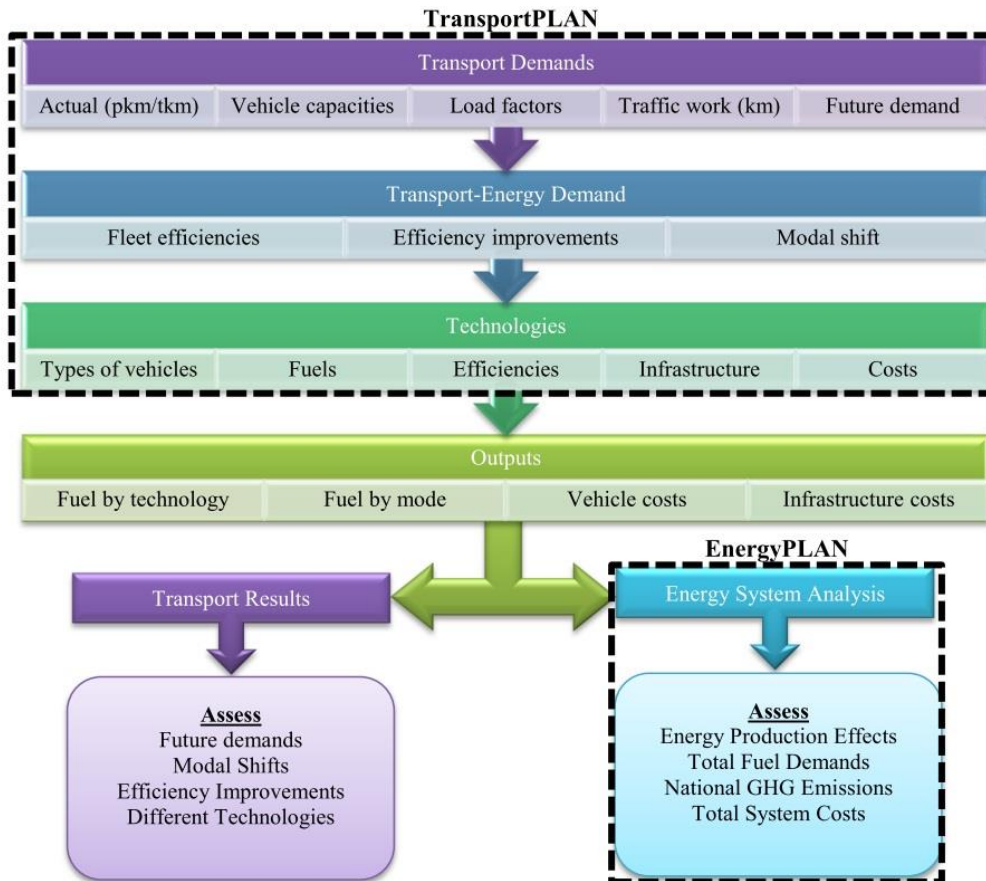 TransportPLAN
Transport Demands
Actual (pkm/tkm) Vehicle capacities Load factors Traffic work (km) Future demand
Transport-Energy Demand
Fleet efficiencies Efficiency improvements Modal shift
Technologies
Types of vehicles Fuels Efficiencies Infrastructure Costs
Outputs
Fuel by technology Fuel by mode Vehicle costs Infrastructure costs
EnergyPLAN
Transport Results
Energy System Analysis
Assess
Future demands
Modal Shifts
Efficiency Improvements
Different Technologies
Assess
Energy Production Effects
Total Fuel Demands
National GHG Emissions
Total System Costs